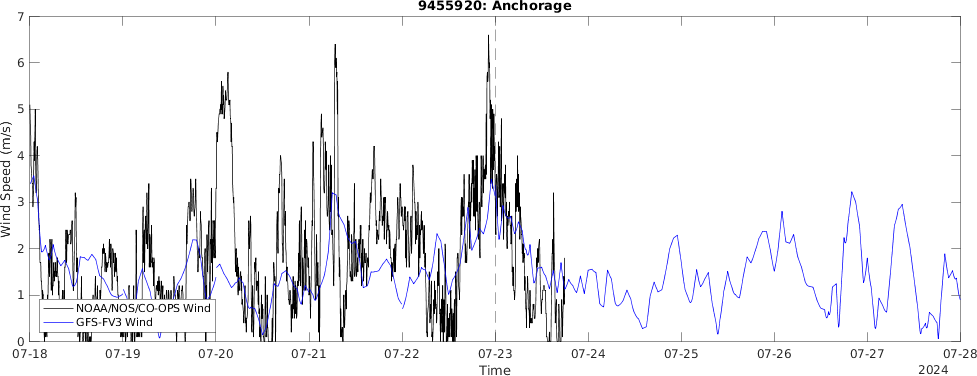 9455920: Anchorage
Wind Speed (m/s)
7
6
5
4
3
2
1
0
NOAA/NOS/CO-OPS Wind
GFS-FV3 Wind
07-18 07-19 07-20 07-21 07-22 07-23 07-24 07-25 07-26 07-27 07-28
Time
2024